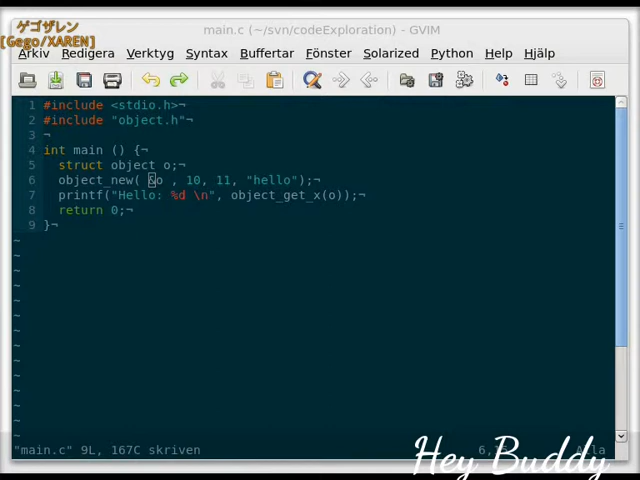 ゲゴザレン
[Gego/XAREN]
main.c (~/svn/codeExploration) - GVIM
Arkiv Redigera Verktyg Syntax Buffertar Fönster Solarized Python Help Hjälp
1 #include <stdio.h>¬
2 #include "object.h"¬
3 ¬
4 int main () {¬
5 struct object o;¬
6 object_new( &o , 10, 11, "hello");¬
7 printf("Hello: %d \n", object_get_x(o));¬
8 return 0;¬
9 }¬
~
~
~
~
~
~
~
~
~
~
~
~
~
~
"main.c" 9L, 167C skriven
Hey Buddy